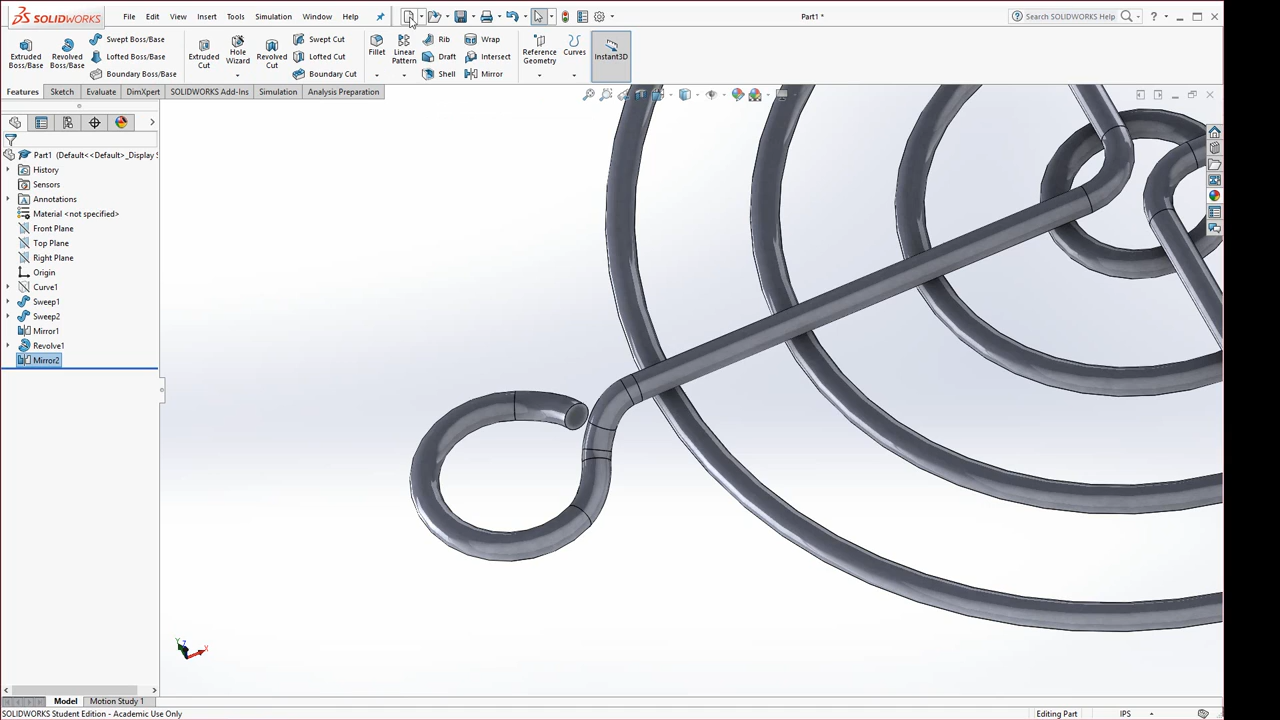 SOLIDWORKS File Edit View Insert Tools Simulation Window Help Part1 * Search SOLIDWORKS Help
Extruded Boss/Base Revolved Boss/Base Swept Boss/Base Lofted Boss/Base Boundary Boss/Base Extruded Cut Hole Wizard Revolved Cut Swept Cut Lofted Cut Boundary Cut Fillet Linear Pattern Rib Draft Shell Wrap Intersect Mirror Reference Geometry Curves Instant3D
Features Sketch Evaluate DimXpert SOLIDWORKS Add-Ins Simulation Analysis Preparation
Part1 (Default<<Default>_Display S
History
Sensors
Annotations
Material <not specified>
Front Plane
Top Plane
Right Plane
Origin
Curve1
Sweep1
Sweep2
Mirror1
Revolve1
Mirror2
Y Z X
Model Motion Study 1
SOLIDWORKS Student Edition - Academic Use Only Editing Part IPS